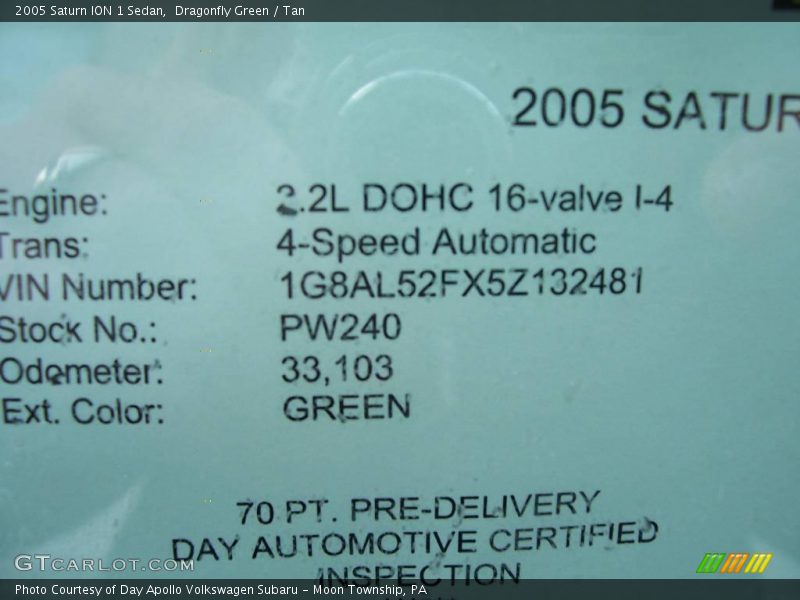 2005 Saturn ION 1 Sedan, Dragonfly Green / Tan
2005 SATUR
Engine: 2.2L DOHC 16-valve I-4
Trans: 4-Speed Automatic
VIN Number: 1G8AL52FX5Z132481
Stock No.: PW240
Odometer: 33,103
Ext. Color: GREEN
70 PT. PRE-DELIVERY
DAY AUTOMOTIVE CERTIFIED
INSPECTION
GTCARLOT.COM
Photo Courtesy of Day Apollo Volkswagen Subaru - Moon Township, PA